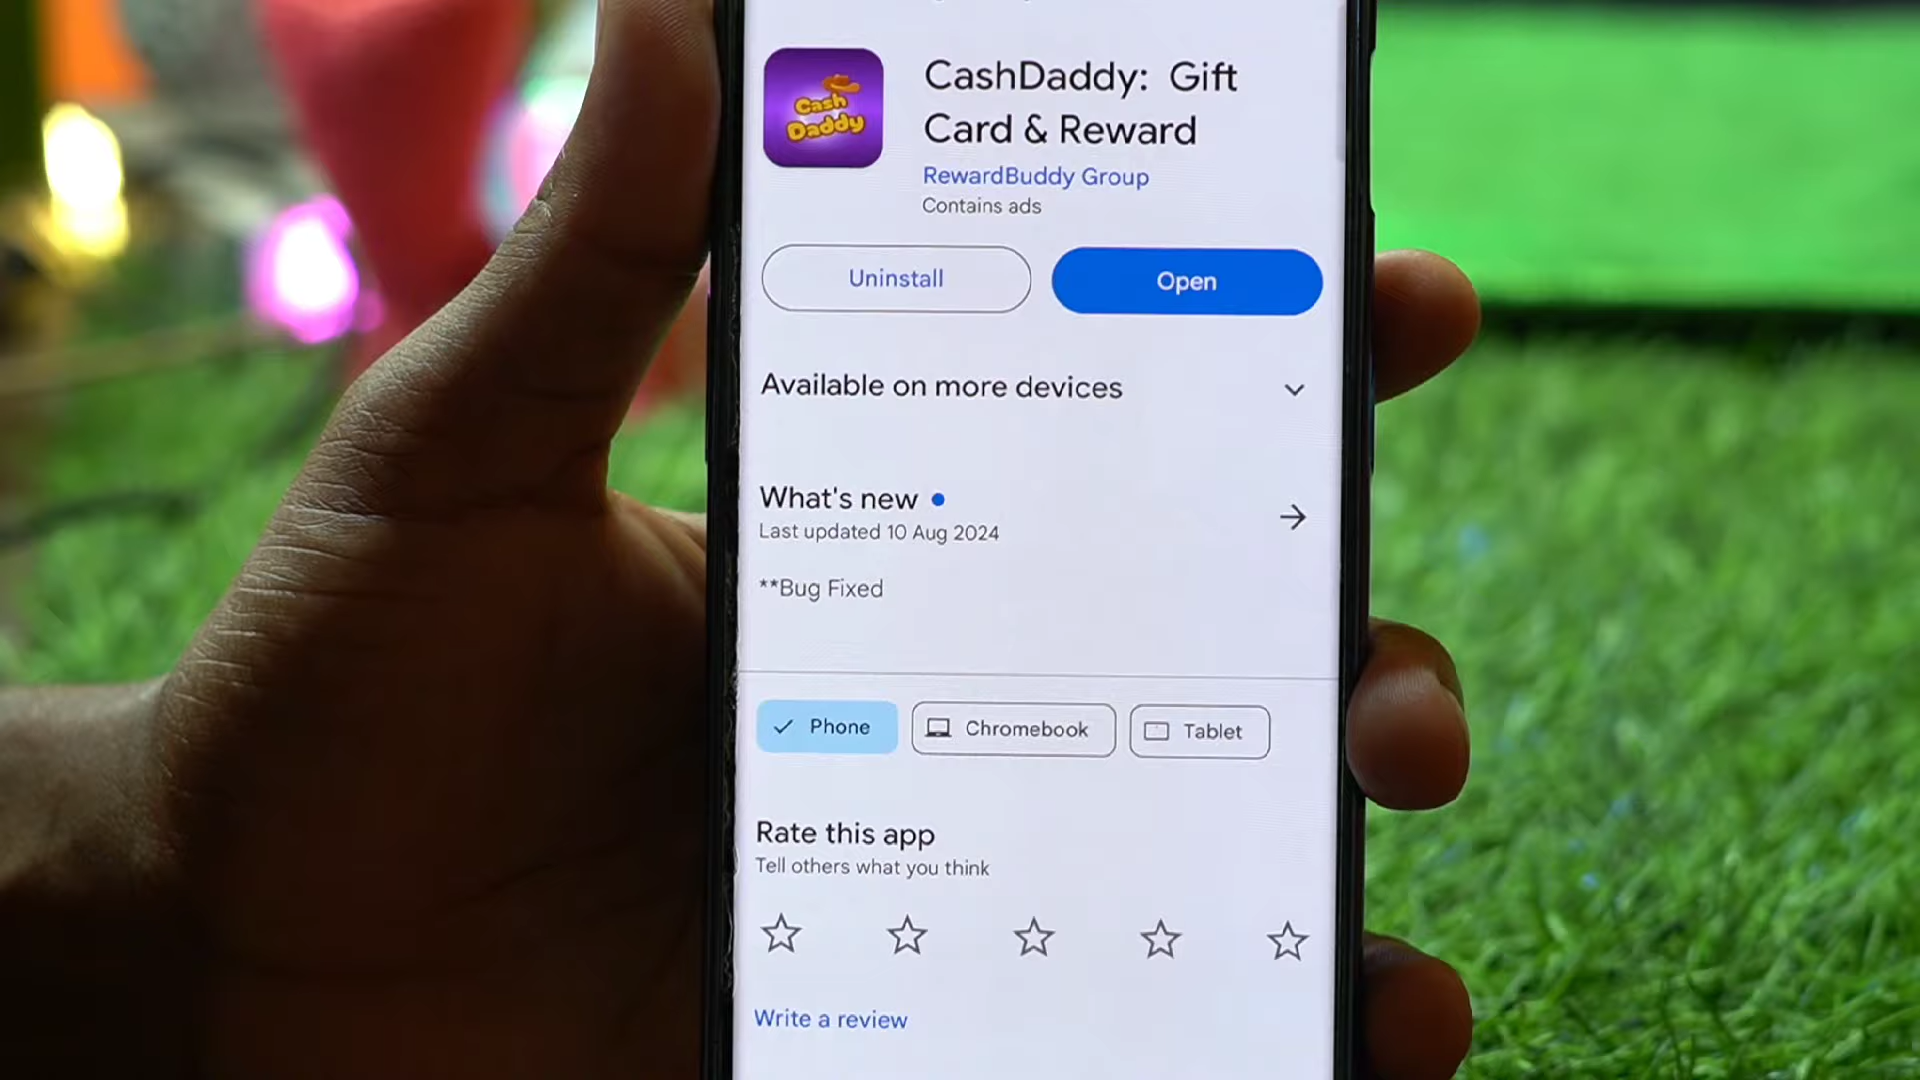 Cash
Daddy
CashDaddy: Gift
Card & Reward
RewardBuddy Group
Contains ads
Uninstall
Open
Available on more devices
What's new
Last updated 10 Aug 2024
**Bug Fixed
Phone
Chromebook
Tablet
Rate this app
Tell others what you think
Write a review